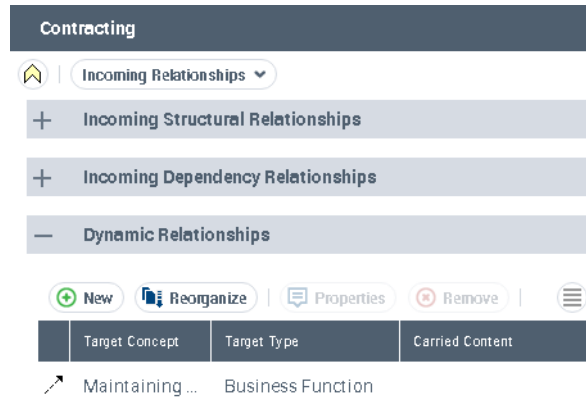 Contracting
Incoming Relationships
Incoming Structural Relationships
Incoming Dependency Relationships
Dynamic Relationships
New Reorganize Properties Remove
Target Concept Target Type Carried Content
Maintaining ... Business Function